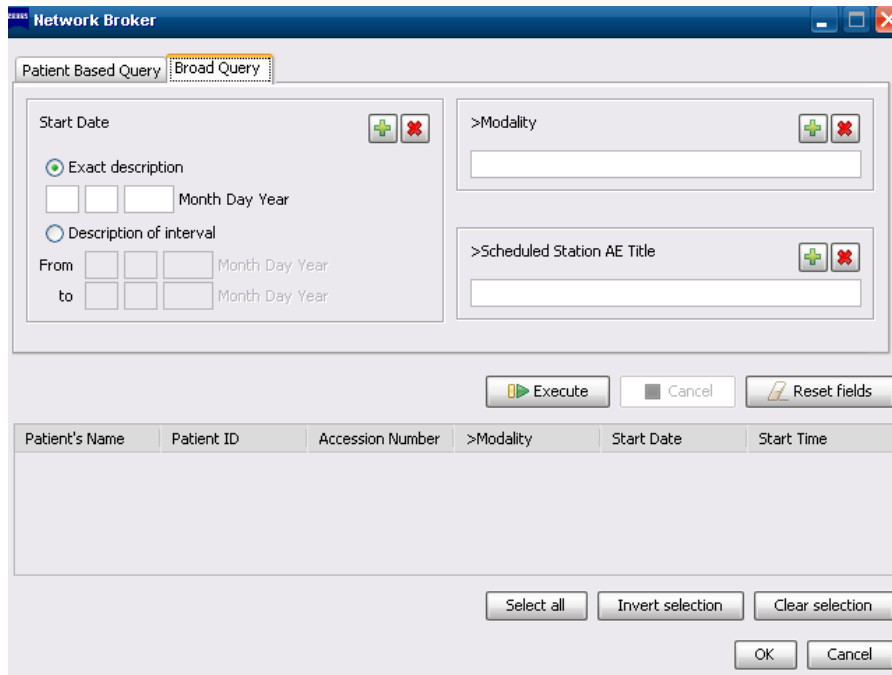 ZEISS Network Broker
Patient Based Query Broad Query
Start Date
Exact description
Month Day Year
Description of interval
From Month Day Year
to Month Day Year
>Modality
>Scheduled Station AE Title
Execute Cancel Reset fields
Patient's Name Patient ID Accession Number >Modality Start Date Start Time
Select all Invert selection Clear selection
OK Cancel